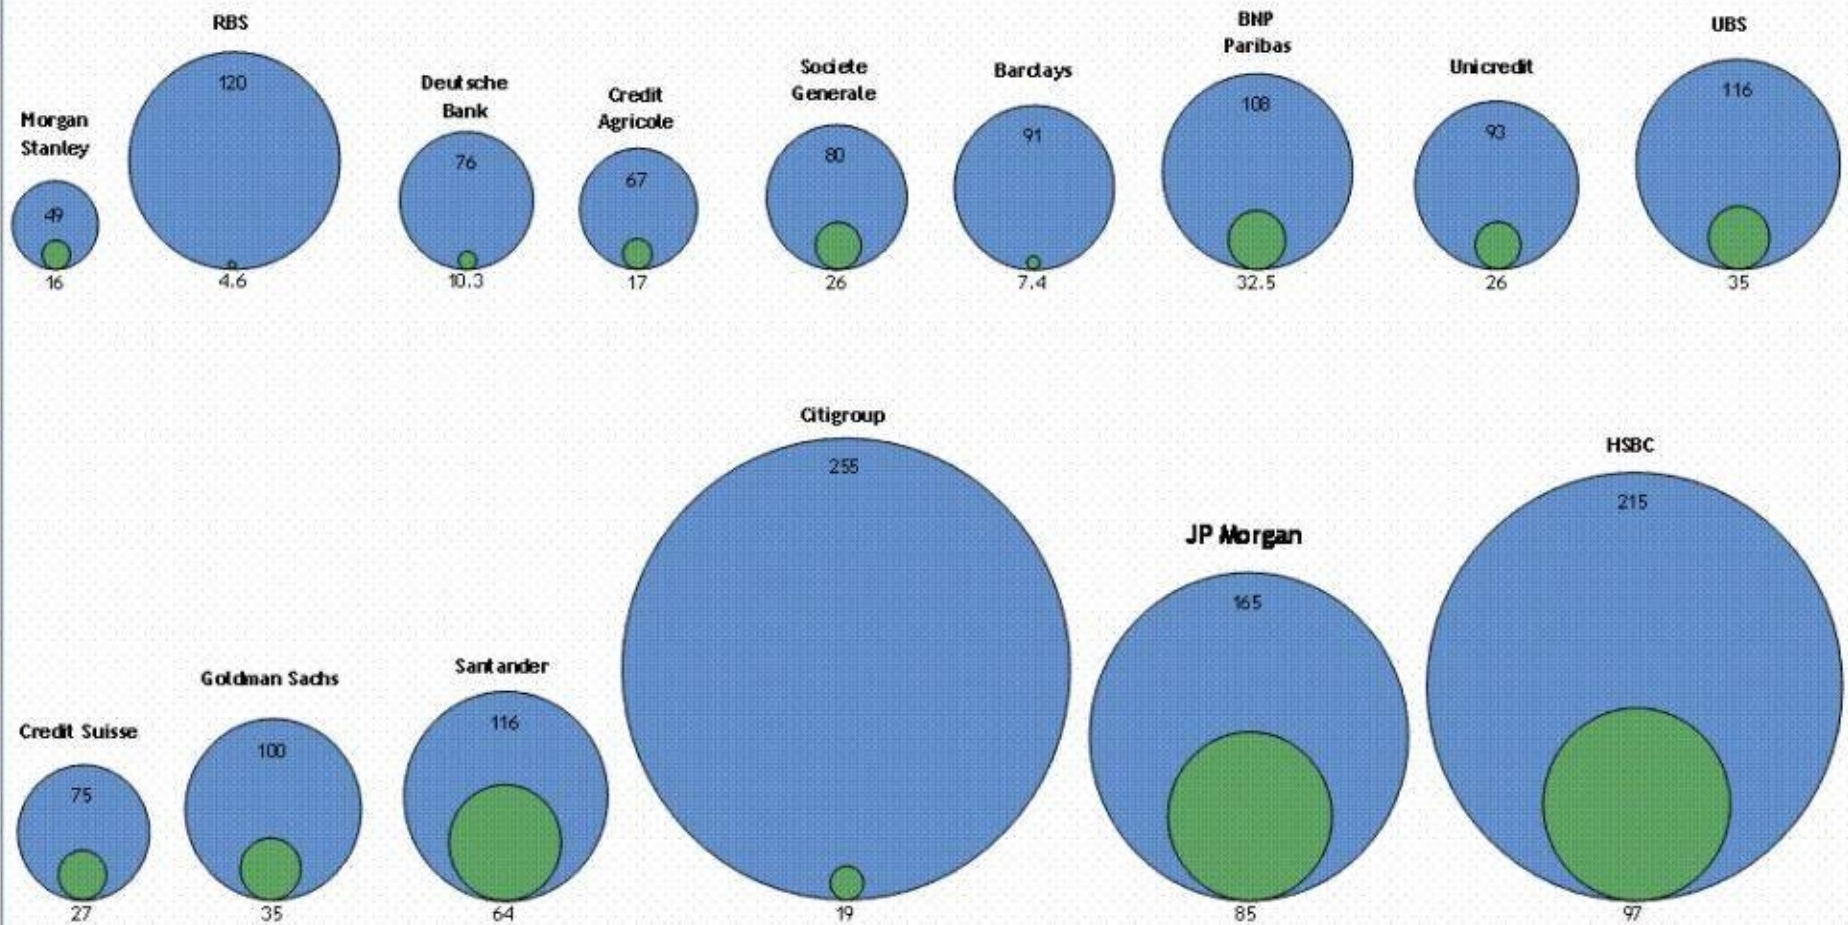 Morgan
Stanley
49
16
RBS
120
4.6
Deutsche
Bank
76
10.3
Credit
Agricole
67
17
Societe
Generale
80
26
Barclays
91
7.4
BNP
Paribas
108
32.5
Unicredit
93
26
UBS
116
35
Credit Suisse
75
27
Goldman Sachs
100
35
Santander
116
64
Citigroup
255
19
JP Morgan
165
85
HSBC
215
97